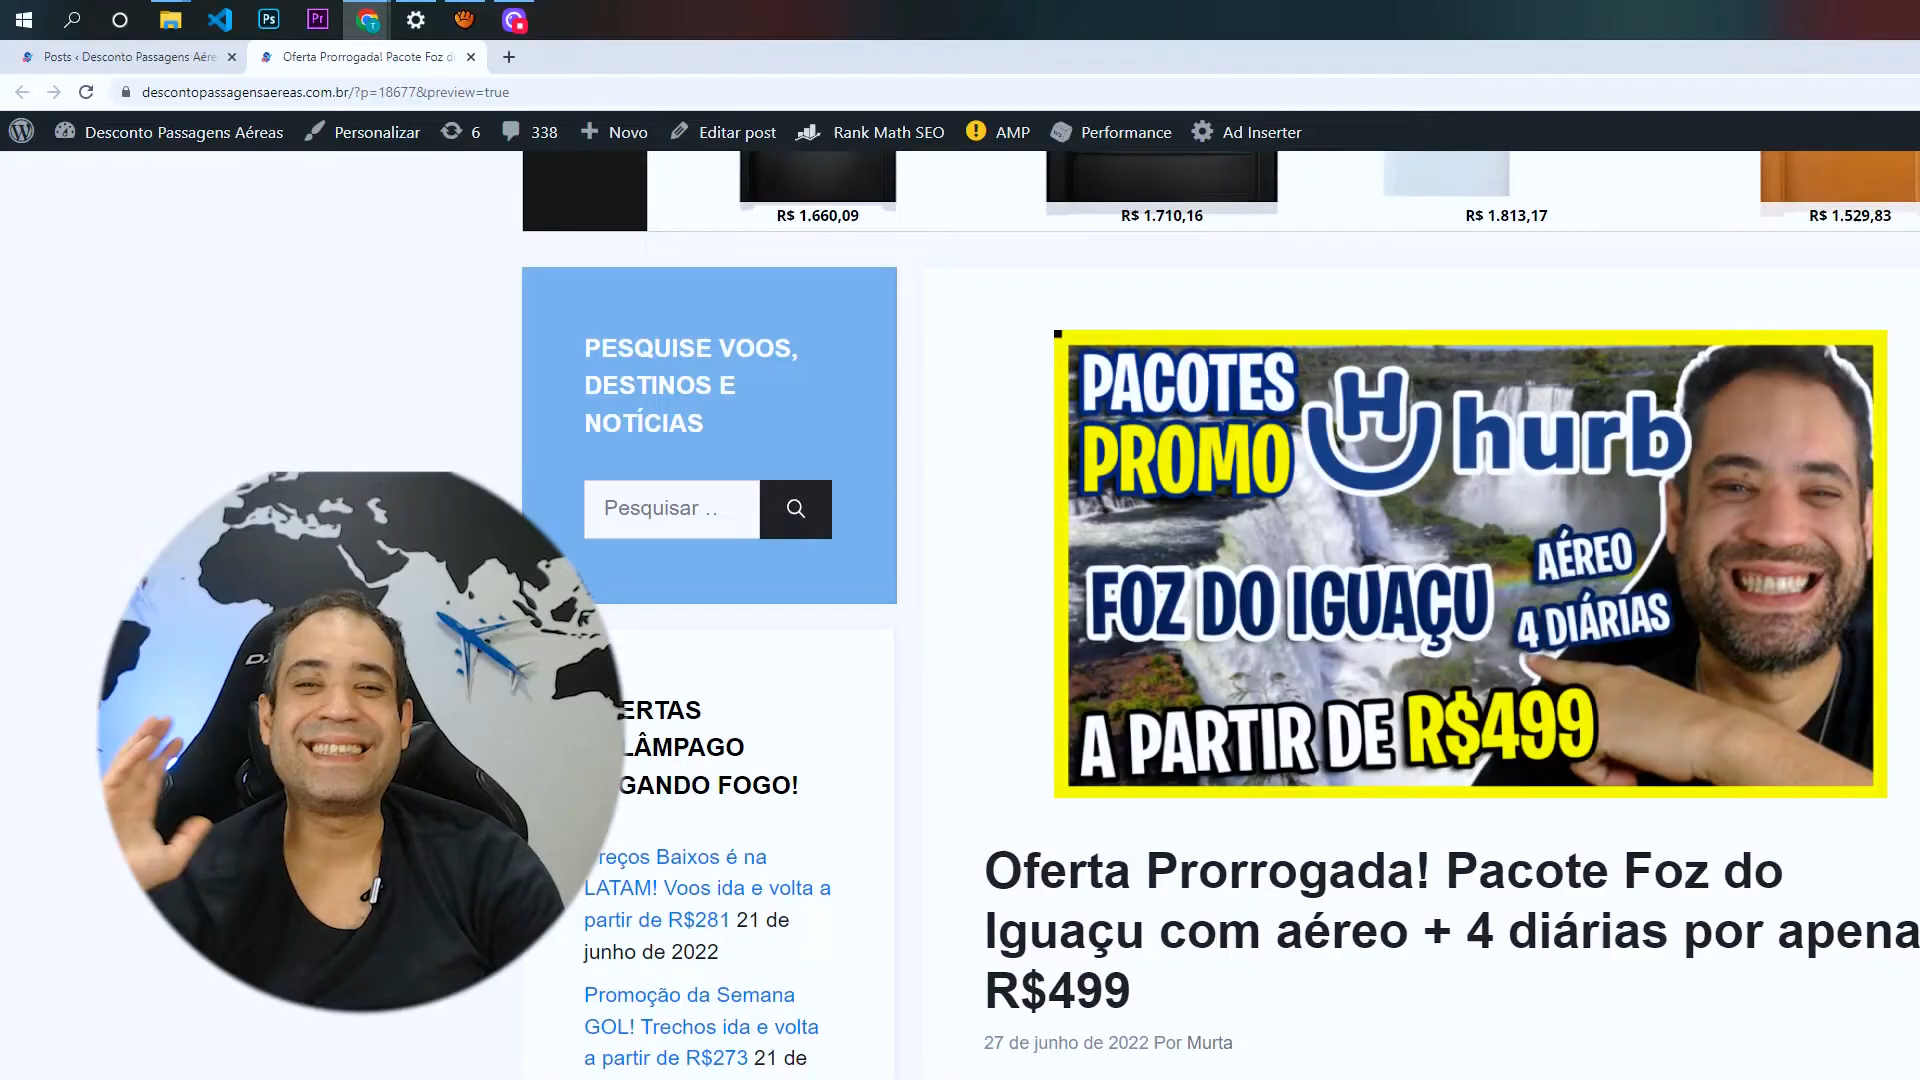 Posts ‹ Desconto Passagens Aére
Oferta Prorrogada! Pacote Foz do
descontopassagensaereas.com.br/?p=18677&preview=true
Desconto Passagens Aéreas
Personalizar
6
338
Novo
Editar post
Rank Math SEO
AMP
Performance
Ad Inserter
R$ 1.660,09
R$ 1.710,16
R$ 1.813,17
R$ 1.529,83
PESQUISE VOOS,
DESTINOS E
NOTÍCIAS
Pesquisar ..
ERTAS
LÂMPAGO
GANDO FOGO!
reços Baixos é na
LATAM! Voos ida e volta a
partir de R$281 21 de
junho de 2022
Promoção da Semana
GOL! Trechos ida e volta
a partir de R$273 21 de
PACOTES
PROMO
hurb
FOZ DO IGUAÇU
AÉREO
4 DIÁRIAS
A PARTIR DE R$499
Oferta Prorrogada! Pacote Foz do
Iguaçu com aéreo + 4 diárias por apena
R$499
27 de junho de 2022 Por Murta
Ps
Pr